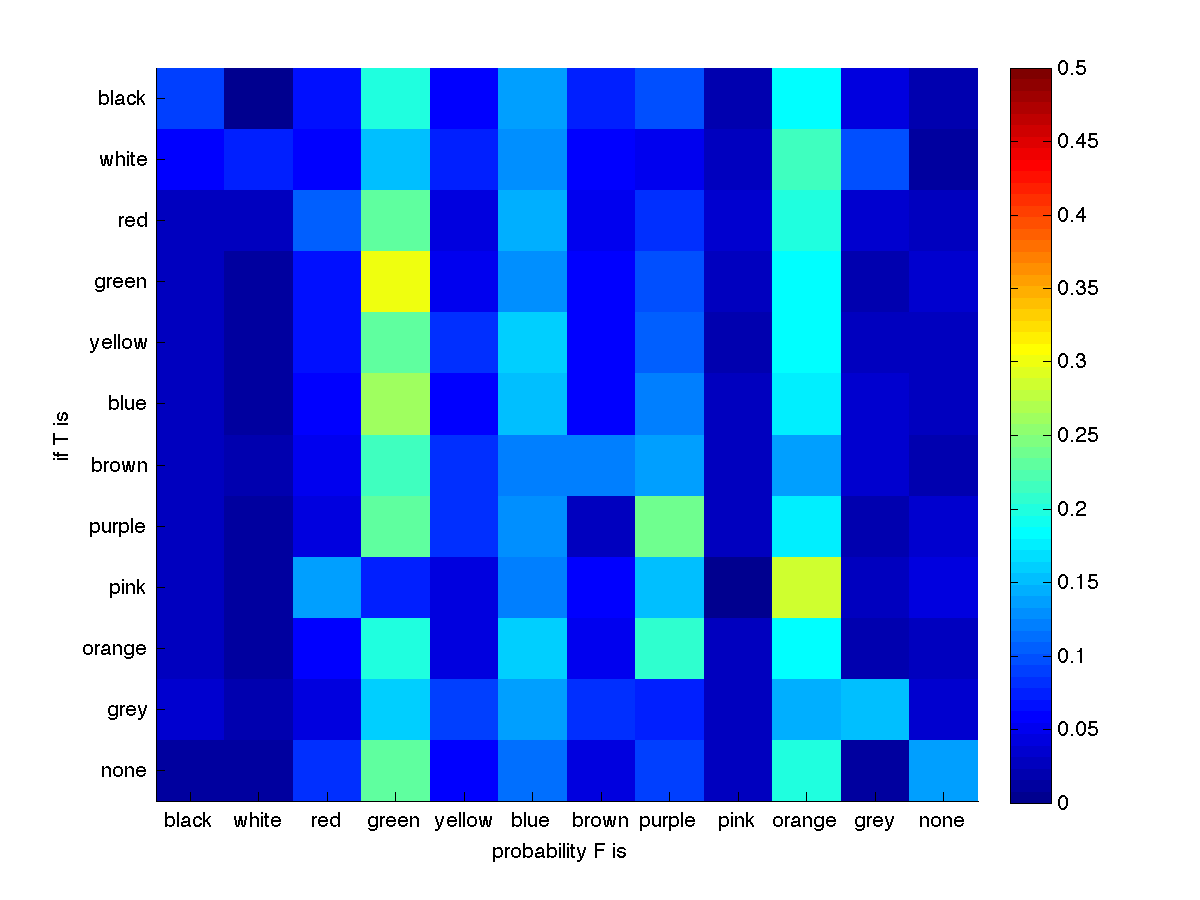 if T is
black
white
red
green
yellow
blue
brown
purple
pink
orange
grey
none
black white red green yellow blue brown purple pink orange grey none
probability F is
0.5
0.45
0.4
0.35
0.3
0.25
0.2
0.15
0.1
0.05
0